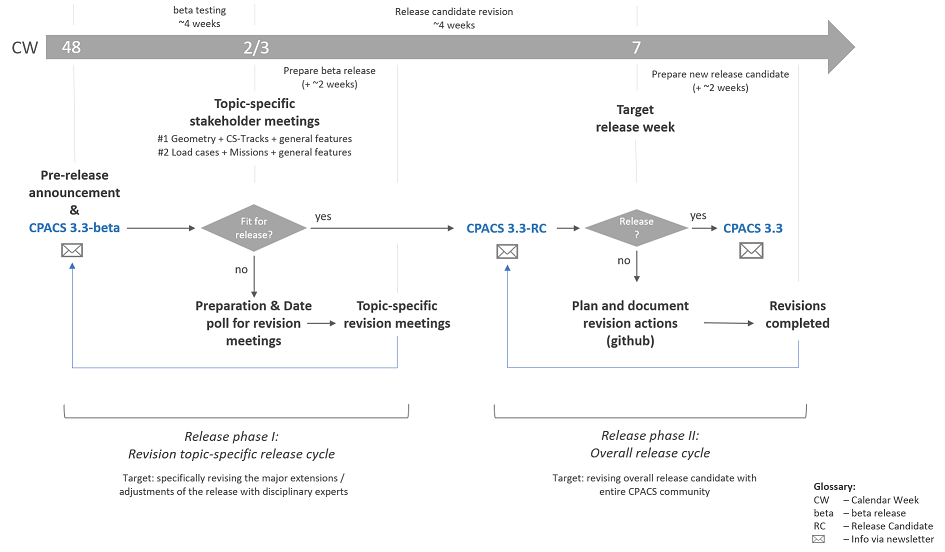 beta testing
~4 weeks
Release candidate revision
~4 weeks
CW
48
2/3
7
Prepare beta release
(+ ~2 weeks)
Prepare new release candidate
(+ ~2 weeks)
Topic-specific
stakeholder meetings
#1 Geometry + CS-Tracks + general features
#2 Load cases + Missions + general features
Target
release week
Pre-release
announcement
&
CPACS 3.3-beta
Fit for
release?
yes
no
CPACS 3.3-RC
Release
?
yes
no
CPACS 3.3
Preparation & Date
poll for revision
meetings
Topic-specific
revision meetings
Plan and document
revision actions
(github)
Revisions
completed
Release phase I:
Revision topic-specific release cycle
Target: specifically revising the major extensions /
adjustments of the release with disciplinary experts
Release phase II:
Overall release cycle
Target: revising overall release candidate with
entire CPACS community
Glossary:
CW – Calendar Week
beta – beta release
RC – Release Candidate
– Info via newsletter